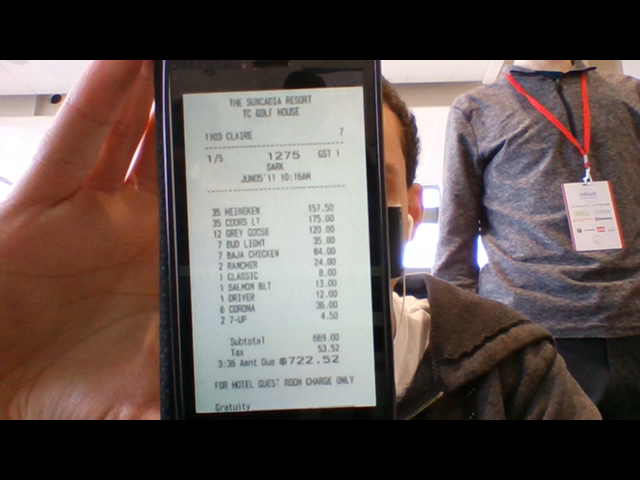 THE SUNCADIA RESORT
TC GOLF HOUSE
1103 CLAIRE 7
1/5 1275 GST 1
SARK
JUN05'11 10:16AM
35 HEINEKEN 157.50
35 COORS LT 175.00
12 GREY GOOSE 120.00
7 BUD LIGHT 35.00
7 BAJA CHICKEN 84.00
2 RANCHER 24.00
1 CLASSIC 8.00
1 SALMON BLT 13.00
1 DRIVER 12.00
6 CORONA 36.00
2 7-UP 4.50
Subtotal 669.00
Tax 53.52
3:36 Amnt Due $722.52
FOR HOTEL GUEST ROOM CHARGE ONLY
Gratuity
intuit